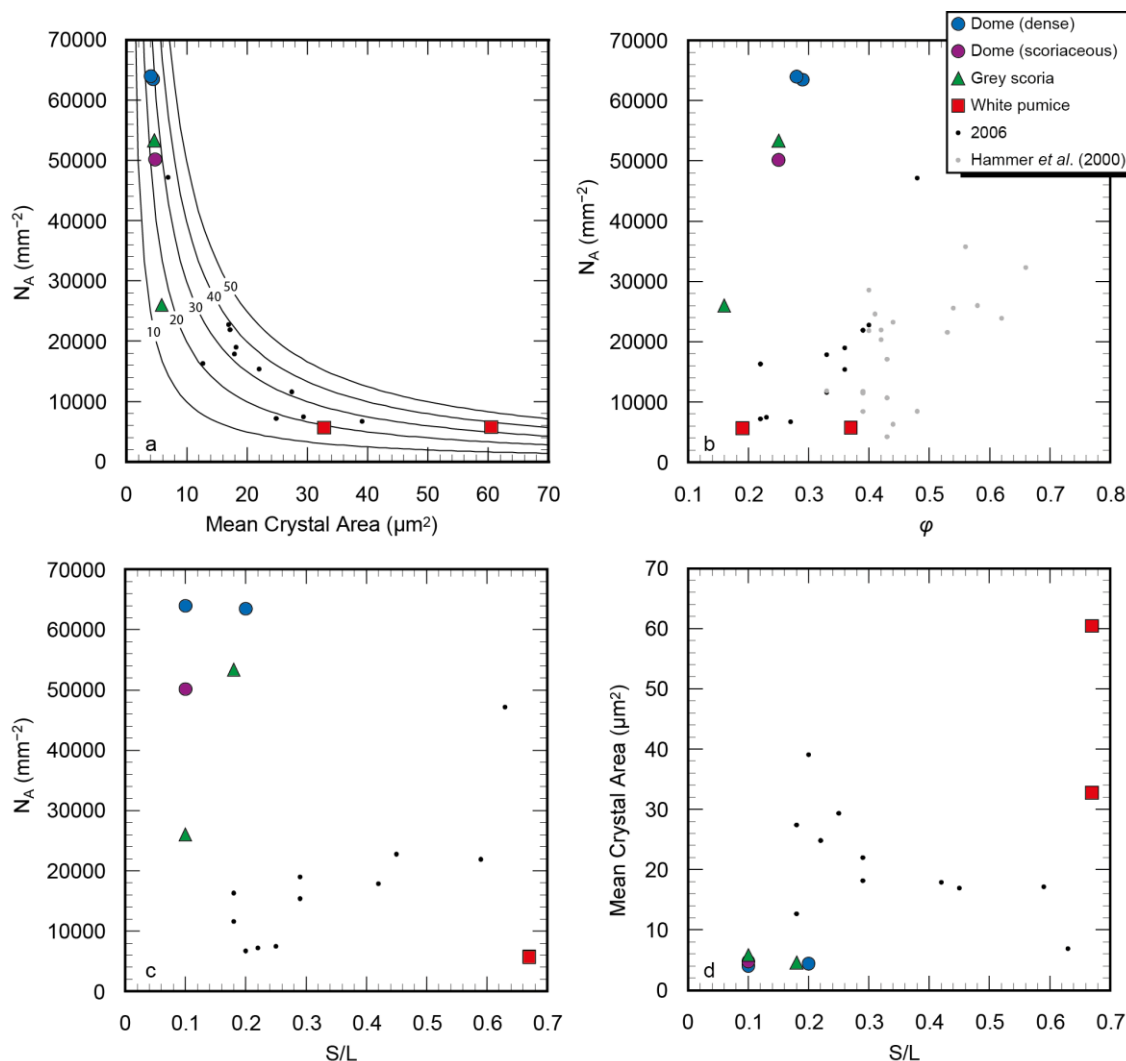 70000
60000
50000
40000
30000
20000
10000
0
N_A (mm⁻²)
10
20
30
40
50
a
0 10 20 30 40 50 60 70
Mean Crystal Area (µm²)
70000
60000
50000
40000
30000
20000
10000
0
N_A (mm⁻²)
b
0.1 0.2 0.3 0.4 0.5 0.6 0.7 0.8
φ
Dome (dense)
Dome (scoriaceous)
Grey scoria
White pumice
2006
Hammer et al. (2000)
70000
60000
50000
40000
30000
20000
10000
0
N_A (mm⁻²)
c
0 0.1 0.2 0.3 0.4 0.5 0.6 0.7
S/L
70
60
50
40
30
20
10
0
Mean Crystal Area (µm²)
d
0 0.1 0.2 0.3 0.4 0.5 0.6 0.7
S/L